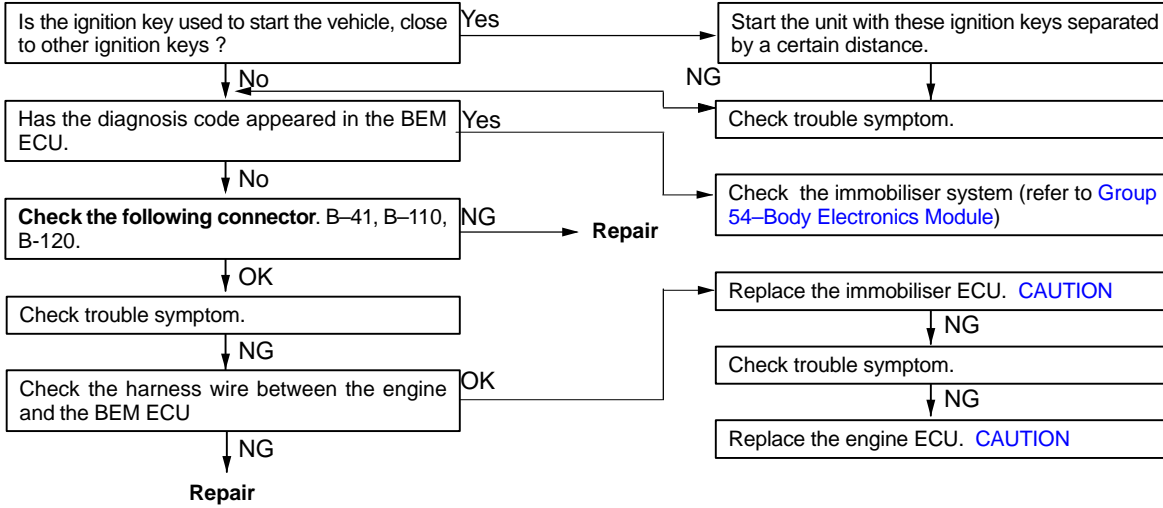 Is the ignition key used to start the vehicle, close
to other ignition keys ?
Yes
Start the unit with these ignition keys separated
by a certain distance.
No
NG
Has the diagnosis code appeared in the BEM
ECU.
Yes
Check trouble symptom.
No
Check the immobiliser system (refer to Group
54–Body Electronics Module)
Check the following connector. B–41, B–110,
B-120.
NG
Repair
OK
Replace the immobiliser ECU. CAUTION
Check trouble symptom.
NG
NG
Check trouble symptom.
Check the harness wire between the engine
and the BEM ECU
OK
NG
Replace the engine ECU. CAUTION
NG
Repair